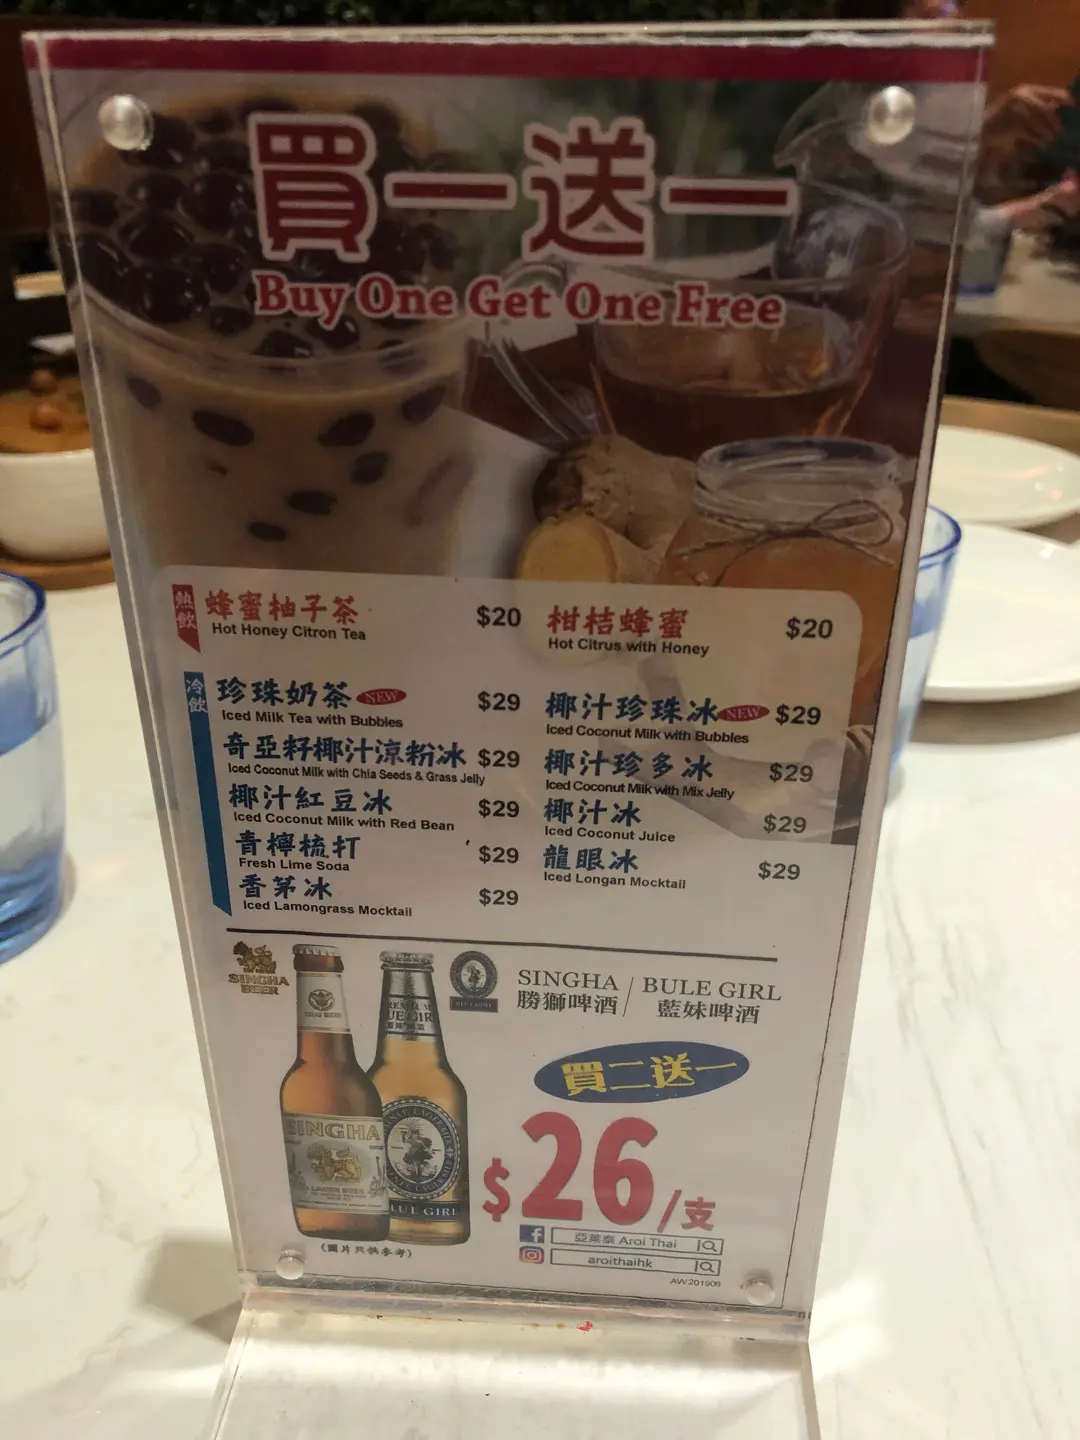 買一送一
Buy One Get One Free
熱飲
蜂蜜柚子茶 $20
Hot Honey Citron Tea
柑桔蜂蜜 $20
Hot Citrus with Honey
冷飲
珍珠奶茶 NEW $29
Iced Milk Tea with Bubbles
椰汁珍珠冰 NEW $29
Iced Coconut Milk with Bubbles
奇亞籽椰汁涼粉冰 $29
Iced Coconut Milk with Chia Seeds & Grass Jelly
椰汁珍多冰 $29
Iced Coconut Milk with Mix Jelly
椰汁紅豆冰 $29
Iced Coconut Milk with Red Bean
椰汁冰 $29
Iced Coconut Juice
青檸梳打 $29
Fresh Lime Soda
龍眼冰 $29
Iced Longan Mocktail
香茅冰 $29
Iced Lamongrass Mocktail
SINGHA
BEER
SINGHA / BULE GIRL
勝獅啤酒 / 藍妹啤酒
買二送一
$26/支
SINGHA
LAGER BEER
BLUE GIRL
(圖片只供參考)
亞萊泰 Aroi Thai
aroithaihk
AW201906